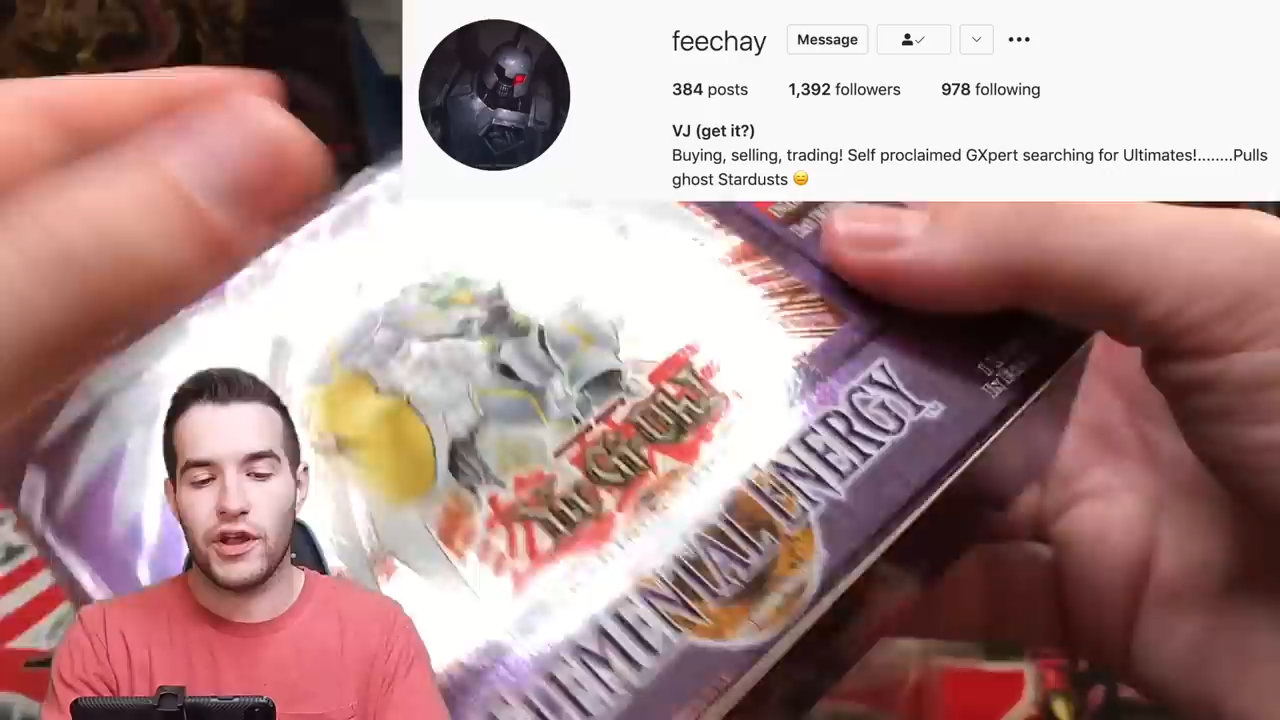 feechay
Message
384 posts 1,392 followers 978 following
VJ (get it?)
Buying, selling, trading! Self proclaimed GXpert searching for Ultimates!........Pulls
ghost Stardusts 😑
Yu-Gi-Oh!
ELEMENTAL ENERGY